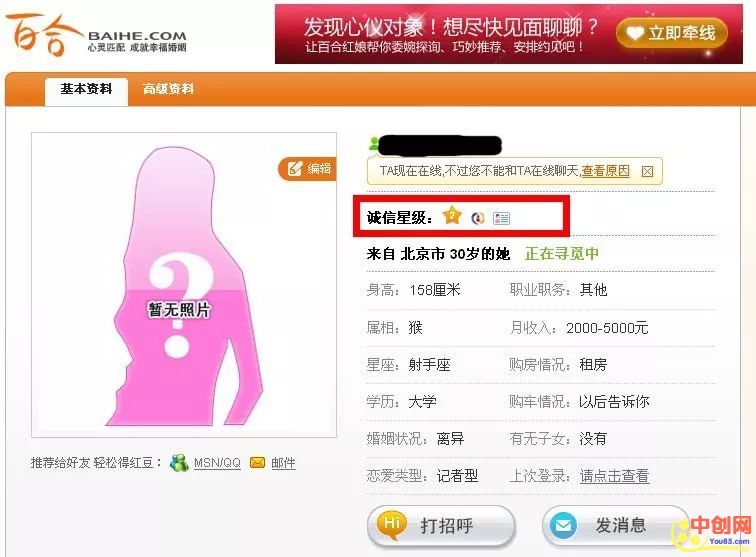 百合
BAIHE.COM
心灵匹配 成就幸福婚姻
发现心仪对象！想尽快见面聊聊？
让百合红娘帮你委婉探询、巧妙推荐、安排约见吧！
立即牵线
基本资料
高级资料
编辑
TA现在在线,不过您不能和TA在线聊天,查看原因
诚信星级：
2
来自 北京市 30岁的她 正在寻觅中
身高： 158厘米 职业职务： 其他
属相： 猴 月收入： 2000-5000元
?
暂无照片
星座： 射手座 购房情况： 租房
学历： 大学 购车情况： 以后告诉你
婚姻状况： 离异 有无子女： 没有
推荐给好友 轻松得红豆： MSN/QQ 邮件
恋爱类型： 记者型 上次登录： 请点击查看
Hi 打招呼
发消息
中创网
You85.com